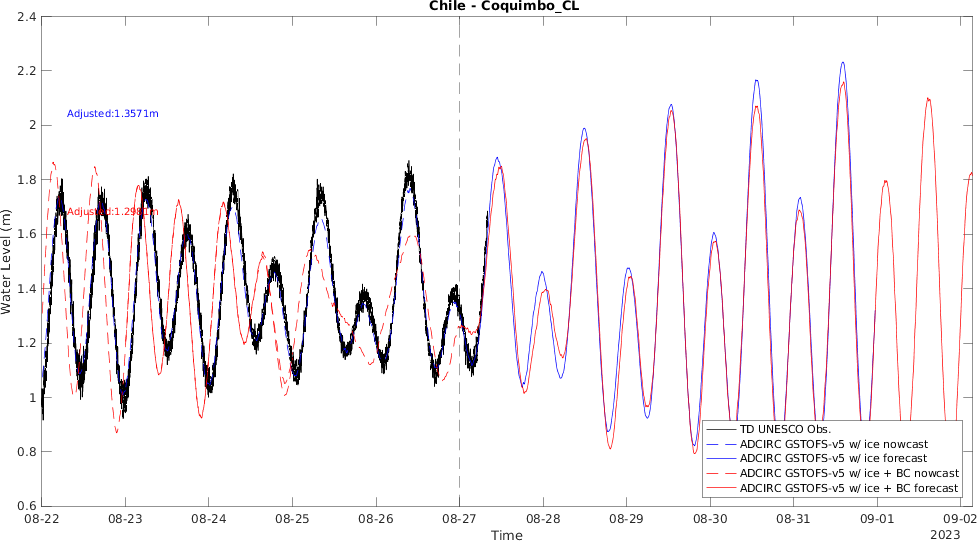 Chile - Coquimbo_CL
2.4
2.2
2
1.8
1.6
1.4
1.2
1
0.8
0.6
Water Level (m)
Adjusted:1.3571m
TD UNESCO Obs.
ADCIRC GSTOFS-v5 w/ ice nowcast
ADCIRC GSTOFS-v5 w/ ice forecast
ADCIRC GSTOFS-v5 w/ ice + BC nowcast
ADCIRC GSTOFS-v5 w/ ice + BC forecast
08-22 08-23 08-24 08-25 08-26 08-27 08-28 08-29 08-30 08-31 09-01 09-02
Time
2023